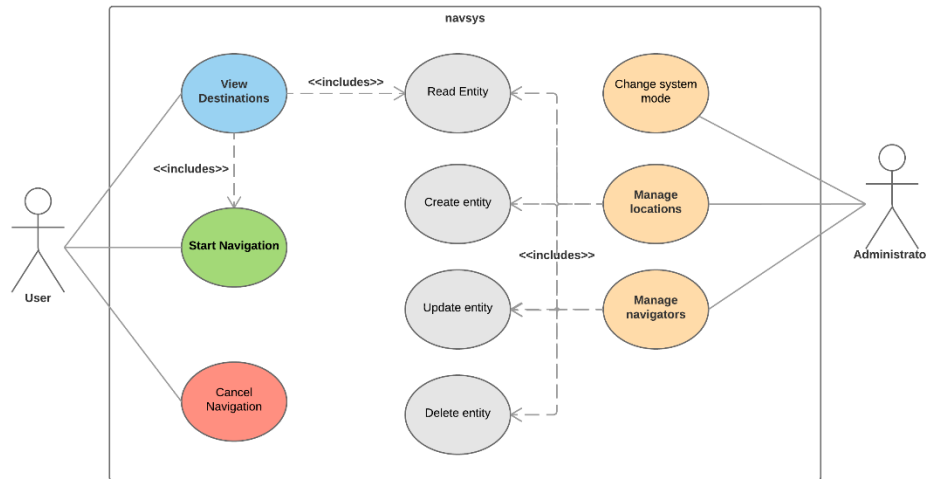 navsys
View
Destinations
<<includes>>
Read Entity
Change system
mode
<<includes>>
Create entity
Manage
locations
Start Navigation
<<includes>>
Administrato
User
Update entity
Manage
navigators
Cancel
Navigation
Delete entity